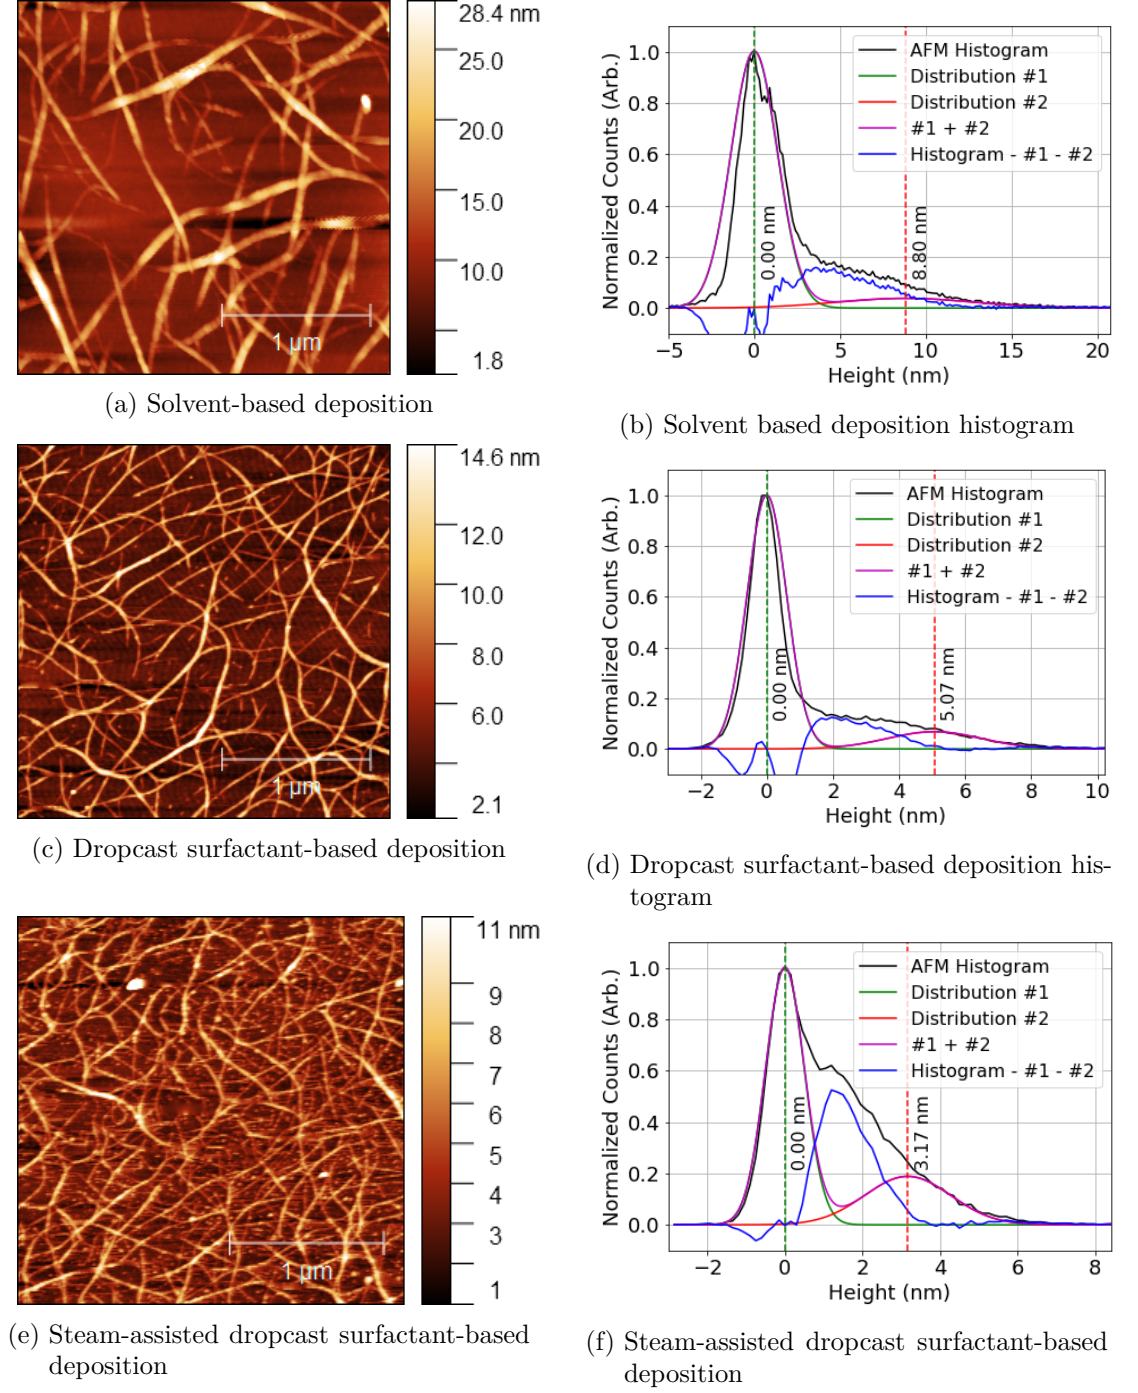 28.4 nm
25.0
20.0
15.0
10.0
1.8
1 µm
(a) Solvent-based deposition
Normalized Counts (Arb.)
1.0
0.8
0.6
0.4
0.2
0.0
AFM Histogram
Distribution #1
Distribution #2
#1 + #2
Histogram - #1 - #2
0.00 nm
8.80 nm
−5 0 5 10 15 20
Height (nm)
(b) Solvent based deposition histogram
14.6 nm
12.0
10.0
8.0
6.0
2.1
1 µm
(c) Dropcast surfactant-based deposition
Normalized Counts (Arb.)
1.0
0.8
0.6
0.4
0.2
0.0
AFM Histogram
Distribution #1
Distribution #2
#1 + #2
Histogram - #1 - #2
0.00 nm
5.07 nm
−2 0 2 4 6 8 10
Height (nm)
(d) Dropcast surfactant-based deposition his-
togram
11 nm
9
8
7
6
5
4
3
1
1 µm
(e) Steam-assisted dropcast surfactant-based
deposition
Normalized Counts (Arb.)
1.0
0.8
0.6
0.4
0.2
0.0
AFM Histogram
Distribution #1
Distribution #2
#1 + #2
Histogram - #1 - #2
0.00 nm
3.17 nm
−2 0 2 4 6 8
Height (nm)
(f) Steam-assisted dropcast surfactant-based
deposition